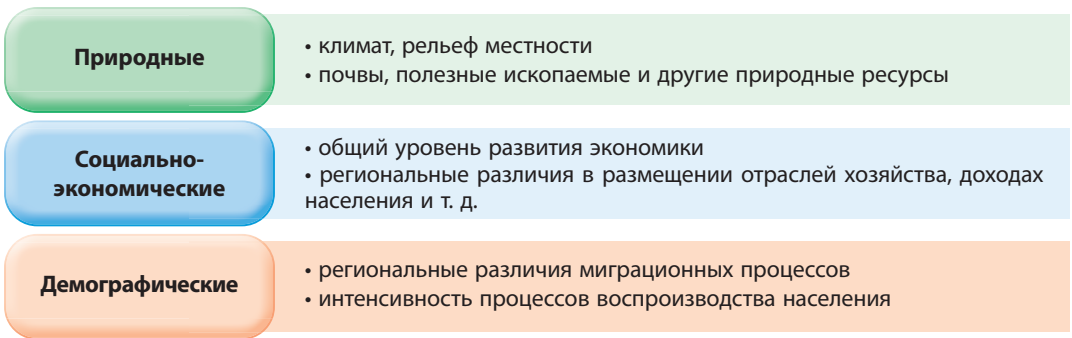 Природные
• климат, рельеф местности
• почвы, полезные ископаемые и другие природные ресурсы
Социально-
экономические
• общий уровень развития экономики
• региональные различия в размещении отраслей хозяйства, доходах
населения и т. д.
Демографические
• региональные различия миграционных процессов
• интенсивность процессов воспроизводства населения